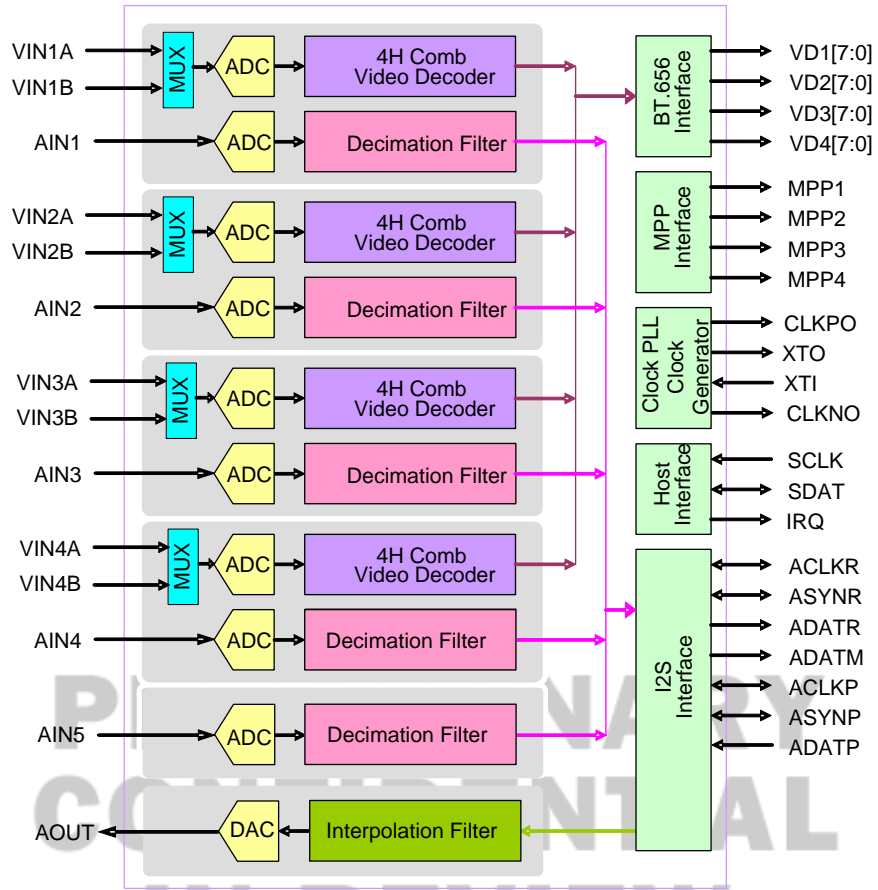 VIN1A
VIN1B
MUX
ADC
4H Comb
Video Decoder
AIN1
ADC
Decimation Filter
VIN2A
VIN2B
MUX
ADC
4H Comb
Video Decoder
AIN2
ADC
Decimation Filter
VIN3A
VIN3B
MUX
ADC
4H Comb
Video Decoder
AIN3
ADC
Decimation Filter
VIN4A
VIN4B
MUX
ADC
4H Comb
Video Decoder
AIN4
ADC
Decimation Filter
AIN5
ADC
Decimation Filter
AOUT
DAC
Interpolation Filter
BT.656
Interface
VD1[7:0]
VD2[7:0]
VD3[7:0]
VD4[7:0]
MPP
Interface
MPP1
MPP2
MPP3
MPP4
Clock PLL
Clock
Generator
CLKPO
XTO
XTI
CLKNO
Host
Interface
SCLK
SDAT
IRQ
I2S
Interface
ACLKR
ASYNR
ADATR
ADATM
ACLKP
ASYNP
ADATP
CONFIDENTIAL